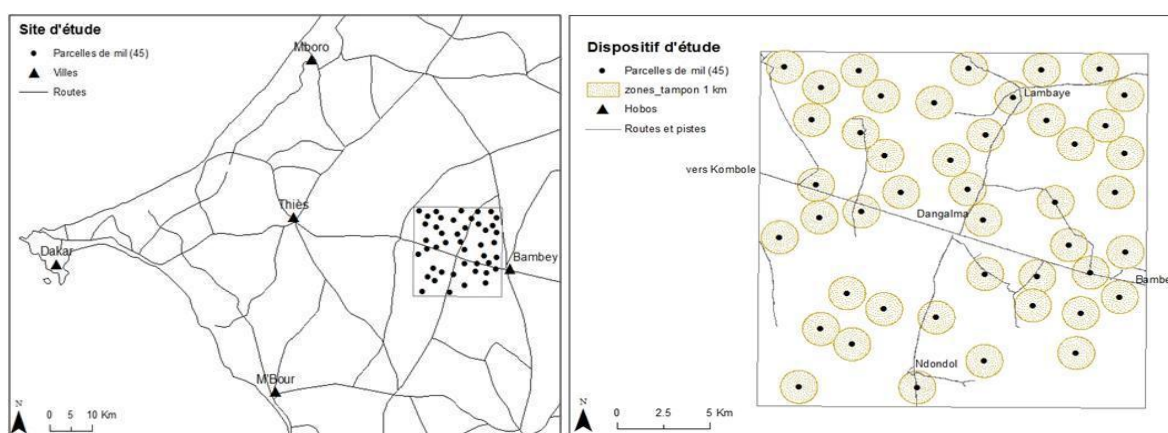 Site d'étude
Parcelles de mil (45)
Villes
Routes
Mboro
Thiès
Dakar
Bambey
M'Bour
N
0 5 10 Km
Dispositif d'étude
Parcelles de mil (45)
zones_tampon 1 km
Hobos
Routes et pistes
Lambaye
vers Kombole
Dangalma
Bambe
Ndondol
N
0 2.5 5 Km